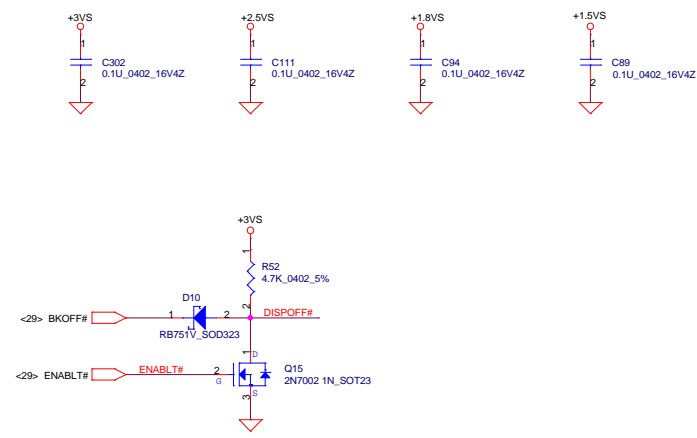 +3VS
+2.5VS
+1.8VS
+1.5VS
1
1
1
1
C302
C111
C94
C89
0.1U_0402_16V4Z
0.1U_0402_16V4Z
0.1U_0402_16V4Z
0.1U_0402_16V4Z
2
2
2
2
+3VS
1
R52
4.7K_0402_5%
D10
2
<29> BKOFF#
1
2
DISPOFF#
RB751V_SOD323
1
D
<29> ENABLT#
ENABLT#
2
G
Q15
2N7002 1N_SOT23
3
S